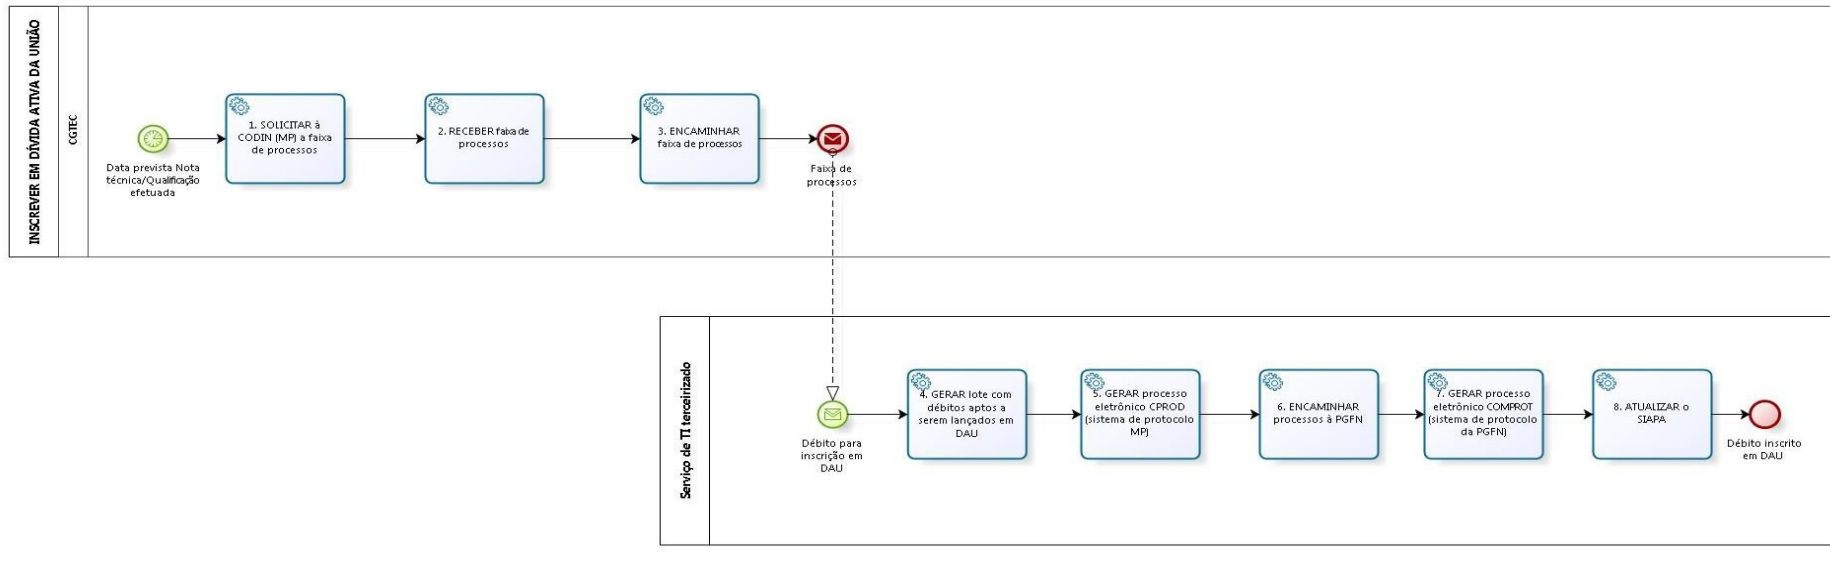 INSCREVER EM DÍVIDA ATIVA DA UNIÃO
CGTEC
Data prevista Nota
técnica/Qualificação
efetuada
1. SOLICITAR à
CODIN (MP) a faixa
de processos
2. RECEBER faixa de
processos
3. ENCAMINHAR
faixa de processos
Faixa de
processos
Serviço de TI terceirizado
Débito para
inscrição em
DAU
4. GERAR lote com
débitos aptos a
serem lançados em
DAU
5. GERAR processo
eletrônico CPROD
(sistema de protocolo
MP)
6. ENCAMINHAR
processos à PGFN
7. GERAR processo
eletrônico COMPROT
(sistema de protocolo
da PGFN)
8. ATUALIZAR o
SIAPA
Débito inscrito
em DAU